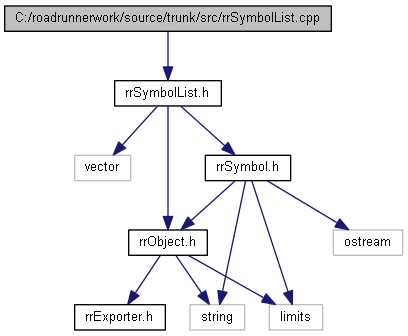 C:/roadrunnerwork/source/trunk/src/rrSymbolList.cpp
rrSymbolList.h
vector
rrSymbol.h
rrObject.h
ostream
rrExporter.h
string
limits